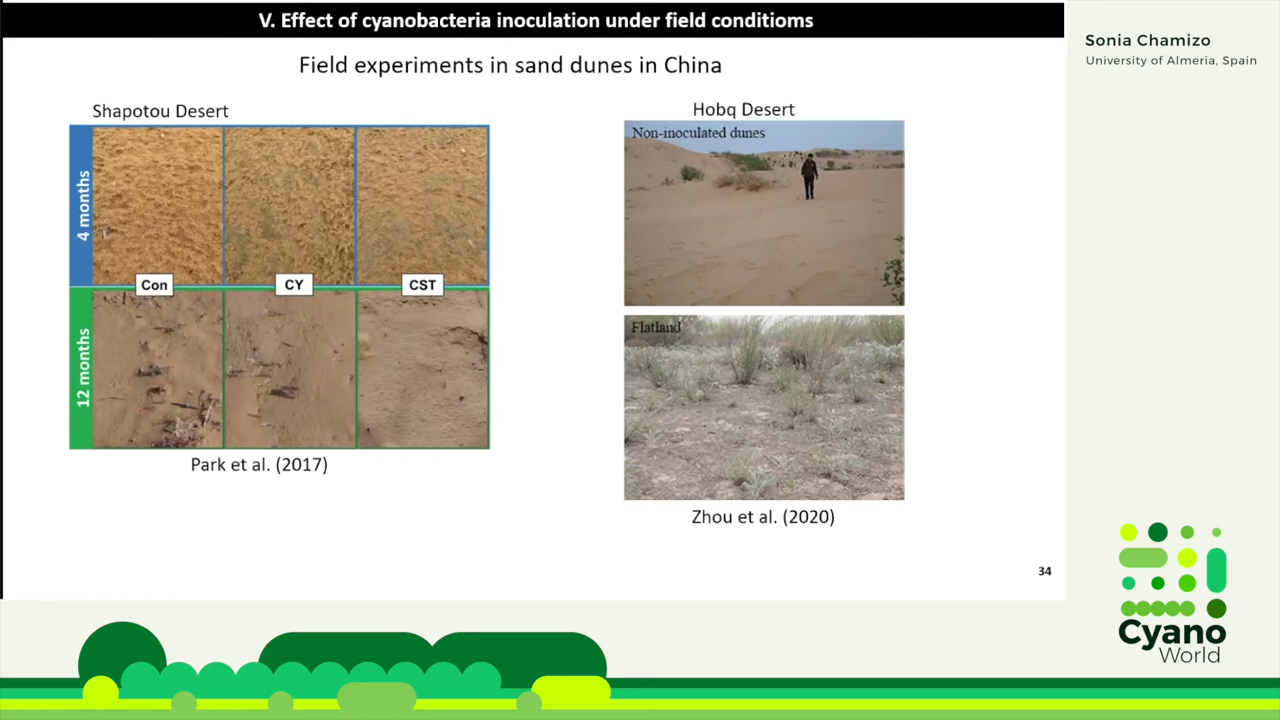 V. Effect of cyanobacteria inoculation under field conditioms
Sonia Chamizo
University of Almeria, Spain
Field experiments in sand dunes in China
Shapotou Desert
4 months
Con
CY
CST
12 months
Park et al. (2017)
Hobq Desert
Non-inoculated dunes
Flatland
Zhou et al. (2020)
34
Cyano
World